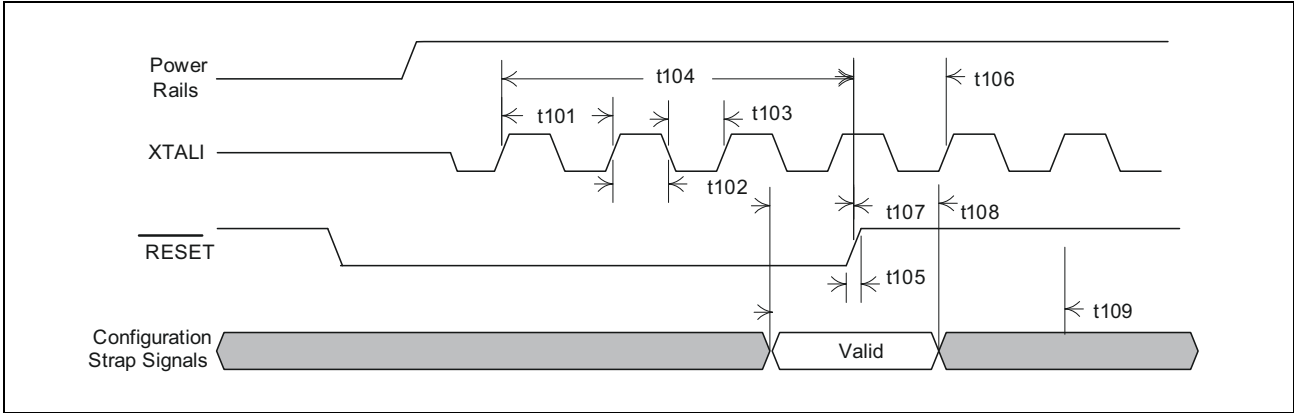 Power
Rails
t104
t106
t101
t103
XTALI
t102
t107
t108
RESET
t105
t109
Configuration
Strap Signals
Valid